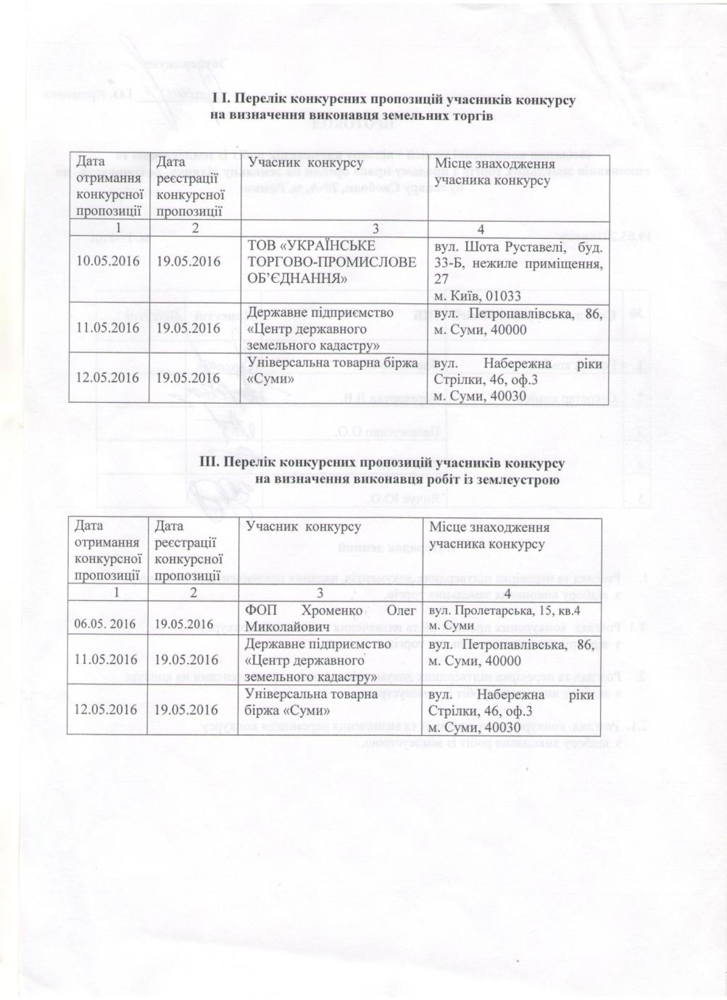 І І. Перелік конкурсних пропозицій учасників конкурсу
на визначення виконавця земельних торгів
Дата отримання конкурсної пропозиції
Дата реєстрації конкурсної пропозиції
Учасник конкурсу
Місце знаходження учасника конкурсу
1 2 3 4
10.05.2016 19.05.2016
ТОВ «УКРАЇНСЬКЕ
ТОРГОВО-ПРОМИСЛОВЕ
ОБ’ЄДНАННЯ»
вул. Шота Руставелі, буд.
33-Б, нежиле приміщення,
27
м. Київ, 01033
11.05.2016 19.05.2016
Державне підприємство
«Центр державного
земельного кадастру»
вул. Петропавлівська, 86,
м. Суми, 40000
12.05.2016 19.05.2016
Універсальна товарна біржа
«Суми»
вул. Набережна ріки
Стрілки, 46, оф.3
м. Суми, 40030
ІІІ. Перелік конкурсних пропозицій учасників конкурсу
на визначення виконавця робіт із землеустрою
Дата отримання конкурсної пропозиції
Дата реєстрації конкурсної пропозиції
Учасник конкурсу
Місце знаходження учасника конкурсу
1 2 3 4
06.05. 2016 19.05.2016
ФОП Хроменко Олег
Миколайович
вул. Пролетарська, 15, кв.4
м. Суми
11.05.2016 19.05.2016
Державне підприємство
«Центр державного
земельного кадастру»
вул. Петропавлівська, 86,
м. Суми, 40000
12.05.2016 19.05.2016
Універсальна товарна
біржа «Суми»
вул. Набережна ріки
Стрілки, 46, оф.3
м. Суми, 40030